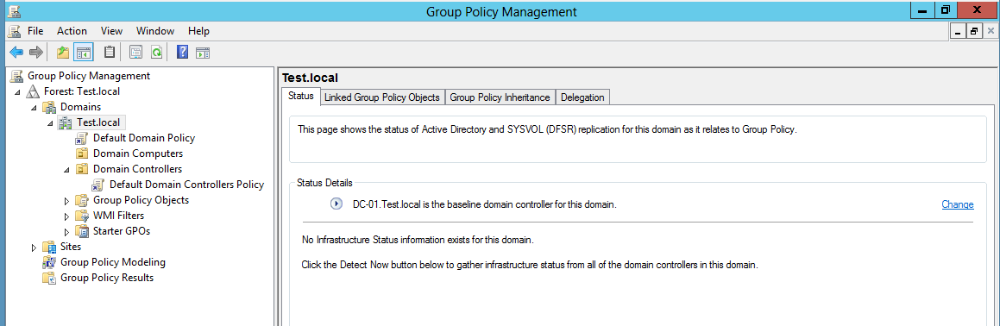 Group Policy Management
File Action View Window Help
Group Policy Management
Forest: Test.local
Domains
Test.local
Default Domain Policy
Domain Computers
Domain Controllers
Default Domain Controllers Policy
Group Policy Objects
WMI Filters
Starter GPOs
Sites
Group Policy Modeling
Group Policy Results
Test.local
Status Linked Group Policy Objects Group Policy Inheritance Delegation
This page shows the status of Active Directory and SYSVOL (DFSR) replication for this domain as it relates to Group Policy.
Status Details
DC-01.Test.local is the baseline domain controller for this domain. Change
No Infrastructure Status information exists for this domain.
Click the Detect Now button below to gather infrastructure status from all of the domain controllers in this domain.